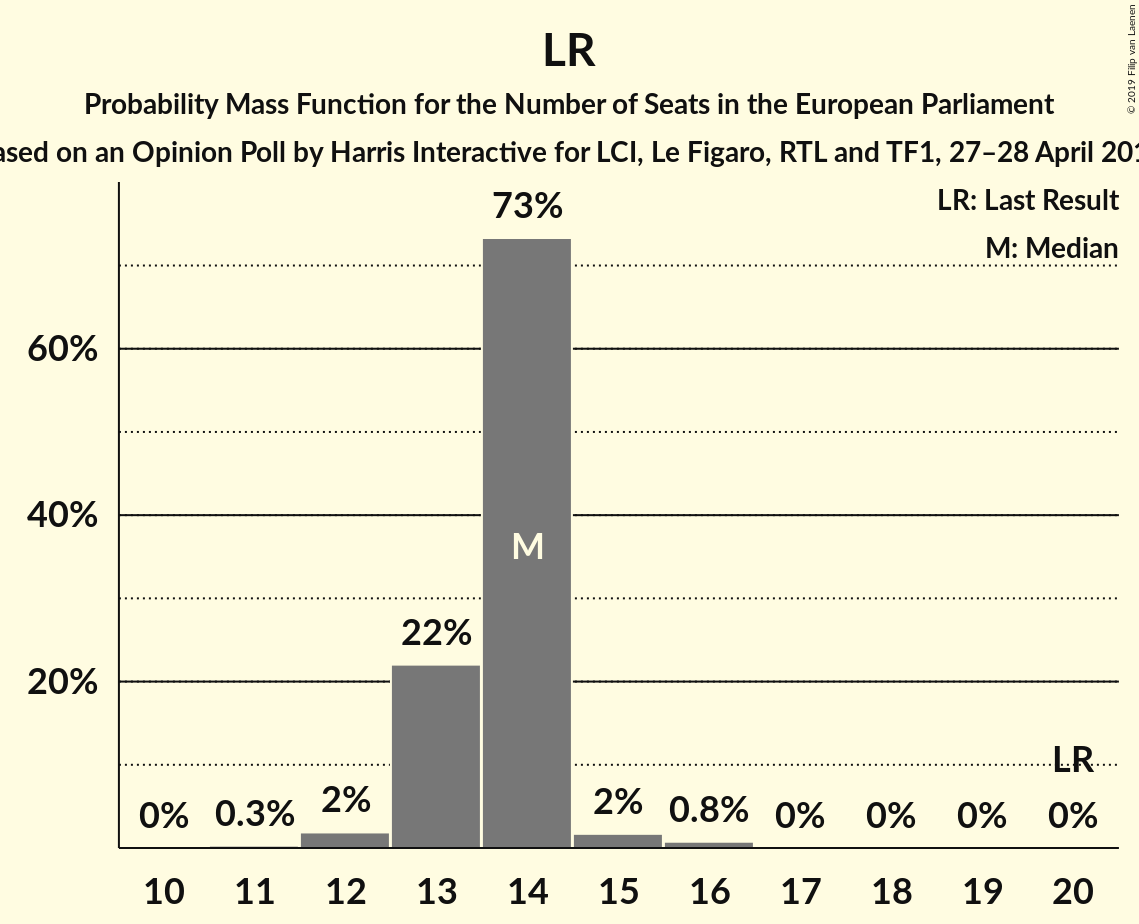 LR
Probability Mass Function for the Number of Seats in the European Parliament
ased on an Opinion Poll by Harris Interactive for LCI, Le Figaro, RTL and TF1, 27–28 April 201
© 2019 Filip van Laenen
LR: Last Result
M: Median
73%
60%
40%
M
22%
20%
LR
0%
0.3%
2%
2%
0.8%
0%
0%
0%
0%
10 11 12 13 14 15 16 17 18 19 20